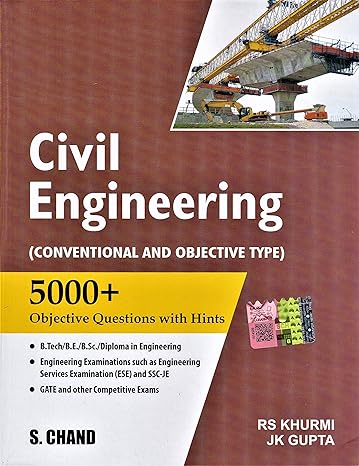 Civil
Engineering
(CONVENTIONAL AND OBJECTIVE TYPE)
5000+
Objective Questions with Hints
• B.Tech/B.E./B.Sc./Diploma in Engineering
• Engineering Examinations such as Engineering
Services Examination (ESE) and SSC-JE
• GATE and other Competitive Exams
S. CHAND
RS KHURMI
JK GUPTA